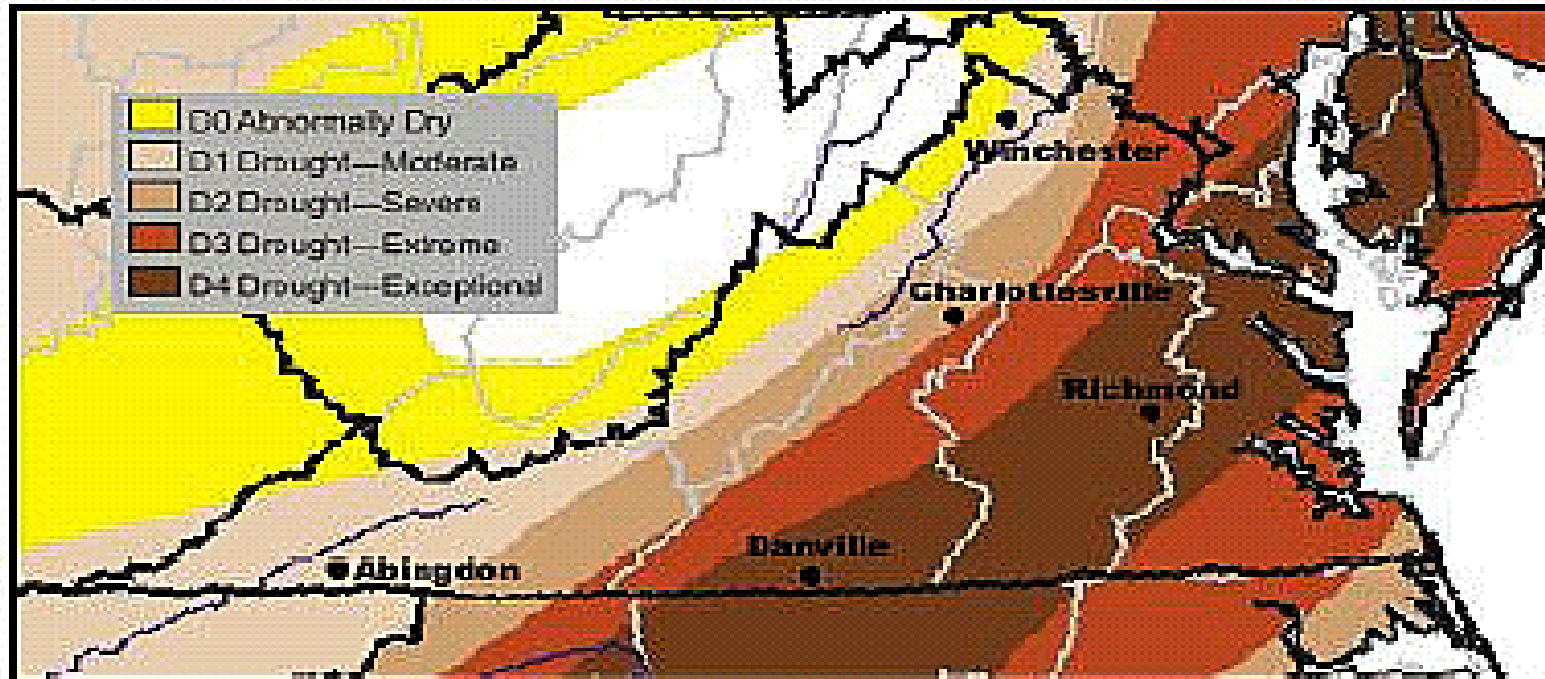 D0 Abnormally Dry
D1 Drought—Moderate
D2 Drought—Severe
D3 Drought—Extreme
D4 Drought—Exceptional
Winchester
Charlottesville
Richmond
Danville
Abingdon